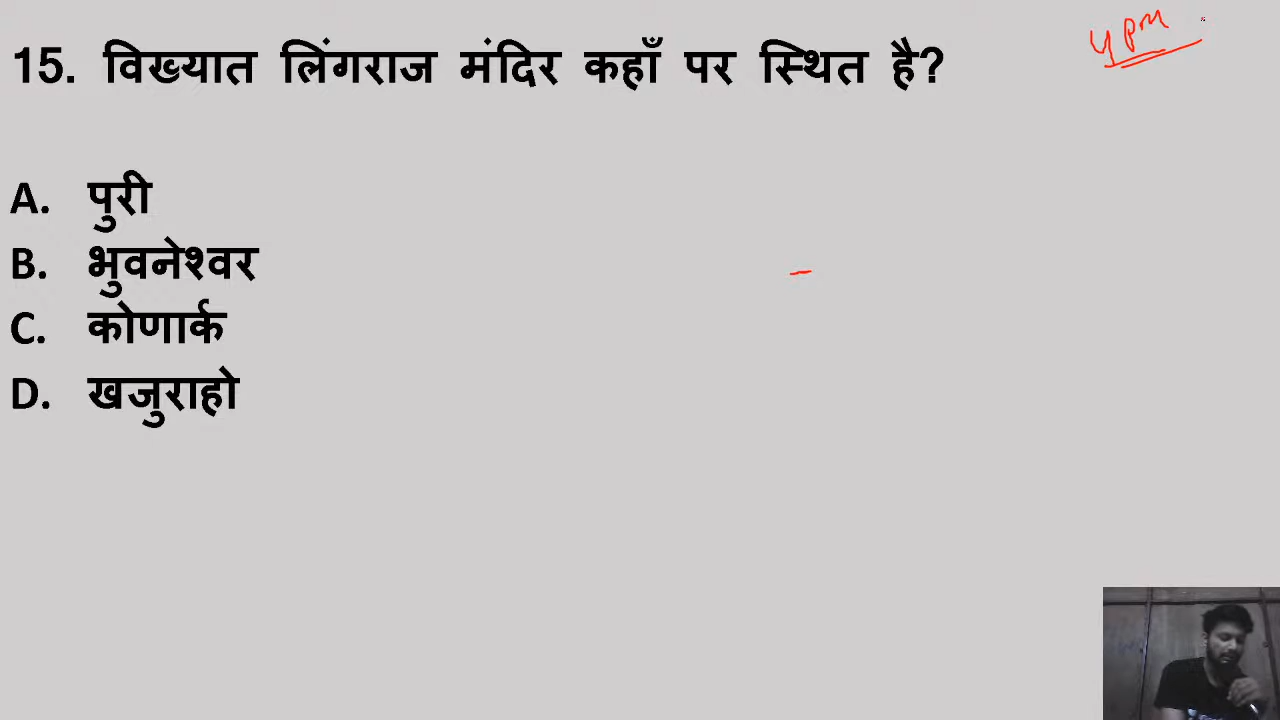 15. विख्यात लिंगराज मंदिर कहाँ पर स्थित है?
4 PM
A. पुरी
B. भुवनेश्वर
C. कोणार्क
D. खजुराहो